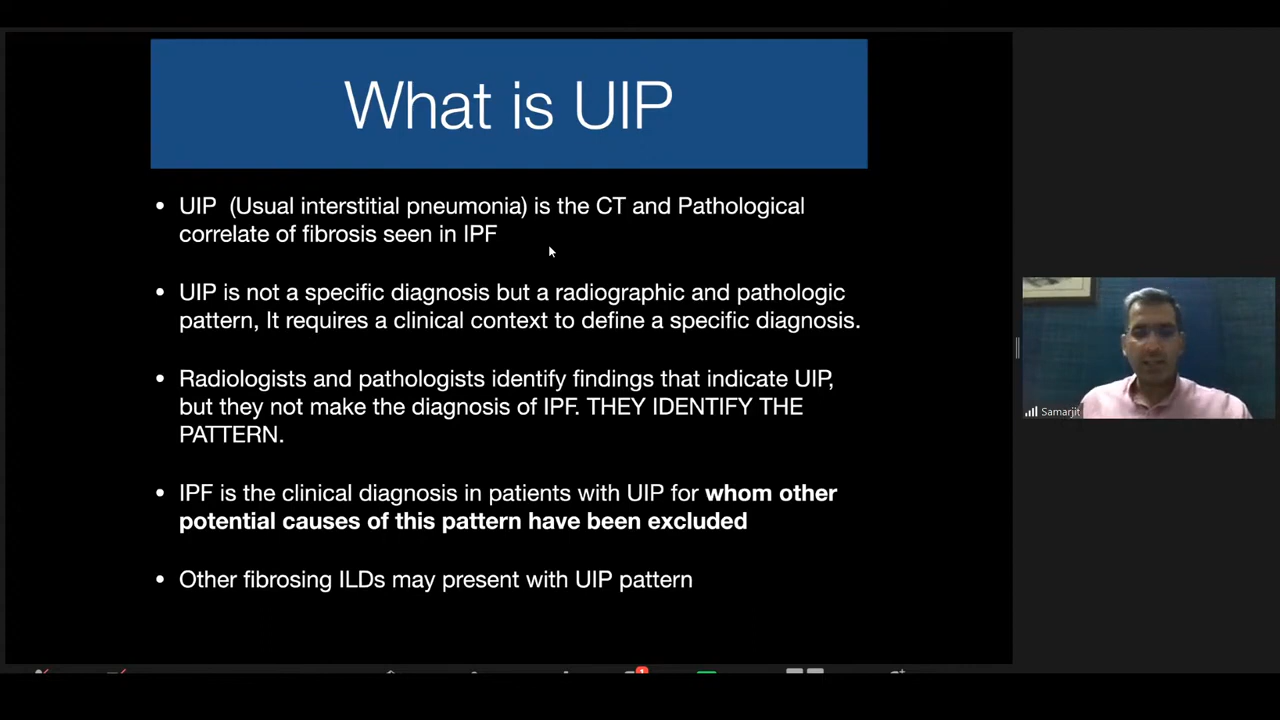 What is UIP
• UIP (Usual interstitial pneumonia) is the CT and Pathological
correlate of fibrosis seen in IPF
• UIP is not a specific diagnosis but a radiographic and pathologic
pattern, It requires a clinical context to define a specific diagnosis.
• Radiologists and pathologists identify findings that indicate UIP,
but they not make the diagnosis of IPF. THEY IDENTIFY THE
PATTERN.
• IPF is the clinical diagnosis in patients with UIP for whom other
potential causes of this pattern have been excluded
• Other fibrosing ILDs may present with UIP pattern
Samarjit
1